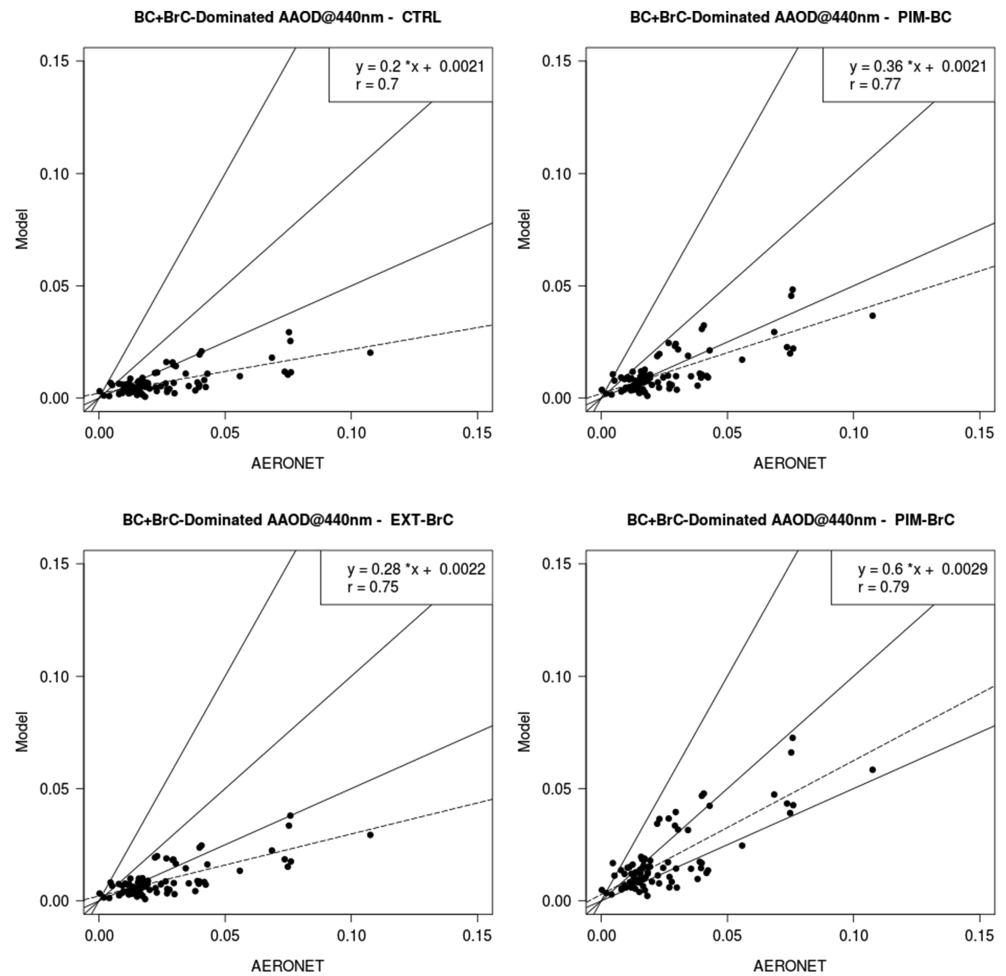 BC+BrC-Dominated AAOD@440nm - CTRL
y = 0.2 *x + 0.0021
r = 0.7
0.15
0.10
0.05
0.00
Model
0.00 0.05 0.10 0.15
AERONET
BC+BrC-Dominated AAOD@440nm - PIM-BC
y = 0.36 *x + 0.0021
r = 0.77
0.15
0.10
0.05
0.00
Model
0.00 0.05 0.10 0.15
AERONET
BC+BrC-Dominated AAOD@440nm - EXT-BrC
y = 0.28 *x + 0.0022
r = 0.75
0.15
0.10
0.05
0.00
Model
0.00 0.05 0.10 0.15
AERONET
BC+BrC-Dominated AAOD@440nm - PIM-BrC
y = 0.6 *x + 0.0029
r = 0.79
0.15
0.10
0.05
0.00
Model
0.00 0.05 0.10 0.15
AERONET